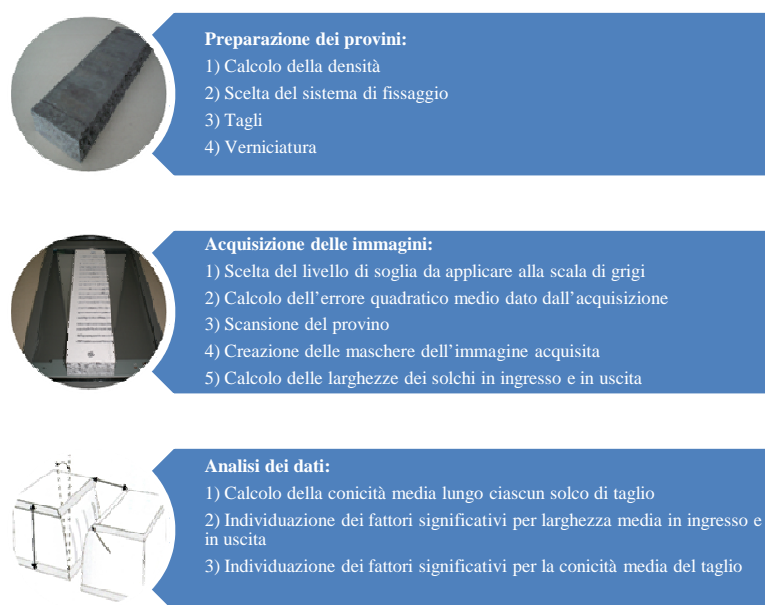 Preparazione dei provini:
1) Calcolo della densità
2) Scelta del sistema di fissaggio
3) Tagli
4) Verniciatura
Acquisizione delle immagini:
1) Scelta del livello di soglia da applicare alla scala di grigi
2) Calcolo dell'errore quadratico medio dato dall'acquisizione
3) Scansione del provino
4) Creazione delle maschere dell'immagine acquisita
5) Calcolo delle larghezze dei solchi in ingresso e in uscita
Analisi dei dati:
1) Calcolo della conicità media lungo ciascun solco di taglio
2) Individuazione dei fattori significativi per larghezza media in ingresso e
in uscita
3) Individuazione dei fattori significativi per la conicità media del taglio